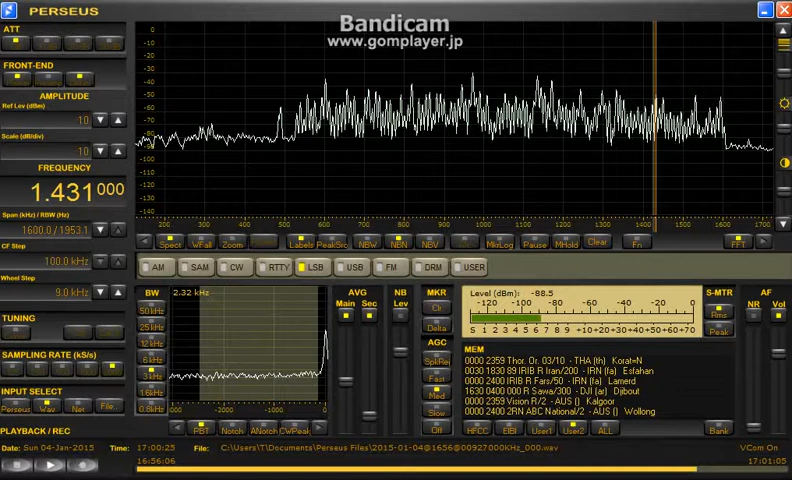 PERSEUS
Bandicam
www.gomplayer.jp
ATT
FRONT-END
AMPLITUDE
Ref Lev (dBm)
10
Scale (dB/div)
10
FREQUENCY
1.431000
Span (kHz) / RBW (Hz)
1600.0 / 1953.1
CF Step
100.0 kHz
Wheel Step
9.0 kHz
TUNING
SAMPLING RATE (kS/s)
INPUT SELECT
Perseus Wav Net File..
PLAYBACK / REC
0
-10
-20
-30
-40
-50
-60
-70
-80
-90
-100
-110
-120
-130
-140
200 300 400 500 600 700 800 900 1000 1100 1200 1300 1400 1500 1600 1700
Spect WFall Zoom Labels PeakSrc NBW NBN NBV MkrLog Pause MHold Clear Fn FFT
AM SAM CW RTTY LSB USB FM DRM USER
BW
50kHz
25kHz
12kHz
6kHz
3 kHz
1.6kHz
0.8kHz
2.32 kHz
-2000 -1000 0
PBT Notch ANotch CWPeak
AVG
Main Sec
NB
Lev
MKR
Clr
Delta
AGC
SpkRej
Fast
Med
Slow
Off
Level (dBm) -88.5
-120 -100 -80 -60 -40 -20 0
S 1 2 3 4 5 6 7 8 9 +10 +20 +30 +40 +50 +60 +70
S-MTR
Rms
Peak
AF
NR Vol
MEM
0000 2359 Thor. Or. 03/10 - THA (th) Korat=N
0030 1830 89 IRIB R Iran/200 - IRN (fa) Esfahan
0000 2400 IRIB R Fars/50 - IRN (fa) Lamerd
1630 0400 000 R Sawa/300 - DJI (ar) Djibout
0000 2359 Vision R/2 - AUS () Kalgoor
0000 2400 2RN ABC National/2 - AUS () Wollong
HFCC EIBI User1 User2 ALL Bank
Date: Sun 04-Jan-2015 Time: 17:00:25 File: C:\Users\T\Documents\Perseus Files\2015-01-04@1656@00927000KHz_000.wav VCom On
16:56:06 17:01:05